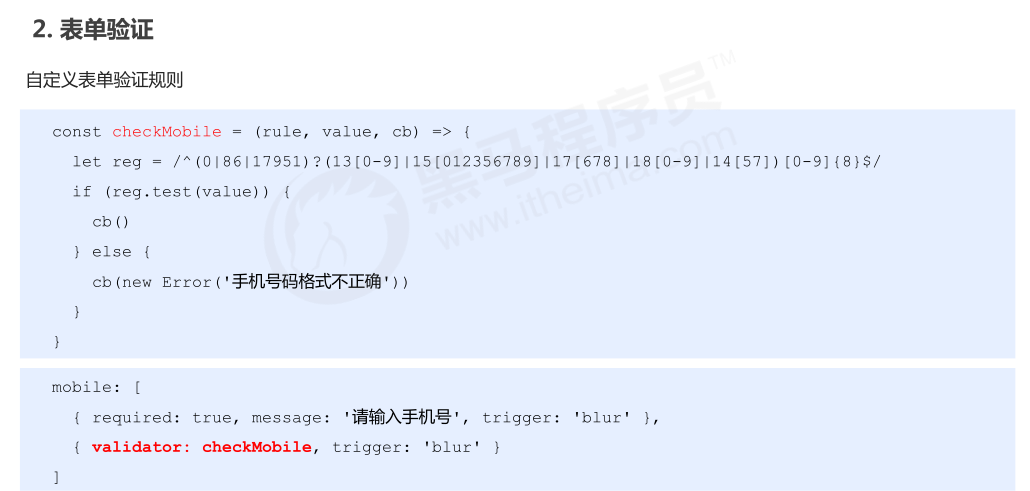 2. 表单验证
自定义表单验证规则
const checkMobile = (rule, value, cb) => {
let reg = /^(0|86|17951)?(13[0-9]|15[012356789]|17[678]|18[0-9]|14[57])[0-9]{8}$/
if (reg.test(value)) {
cb()
} else {
cb(new Error('手机号码格式不正确'))
}
}
mobile: [
{ required: true, message: '请输入手机号', trigger: 'blur' },
{ validator: checkMobile, trigger: 'blur' }
]
黑马程序员TM
www.itheima.com